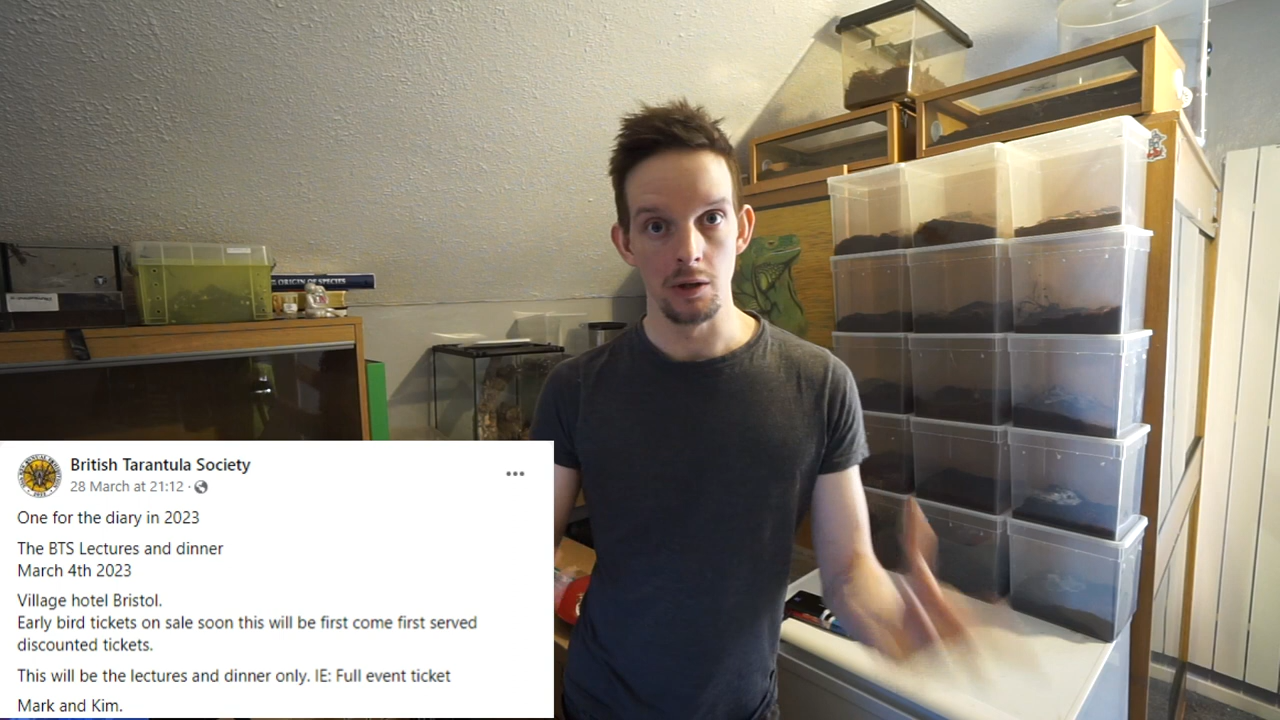 ORIGIN OF SPECIES
British Tarantula Society
28 March at 21:12 ·
One for the diary in 2023
The BTS Lectures and dinner
March 4th 2023
Village hotel Bristol.
Early bird tickets on sale soon this will be first come first served
discounted tickets.
This will be the lectures and dinner only. IE: Full event ticket
Mark and Kim.